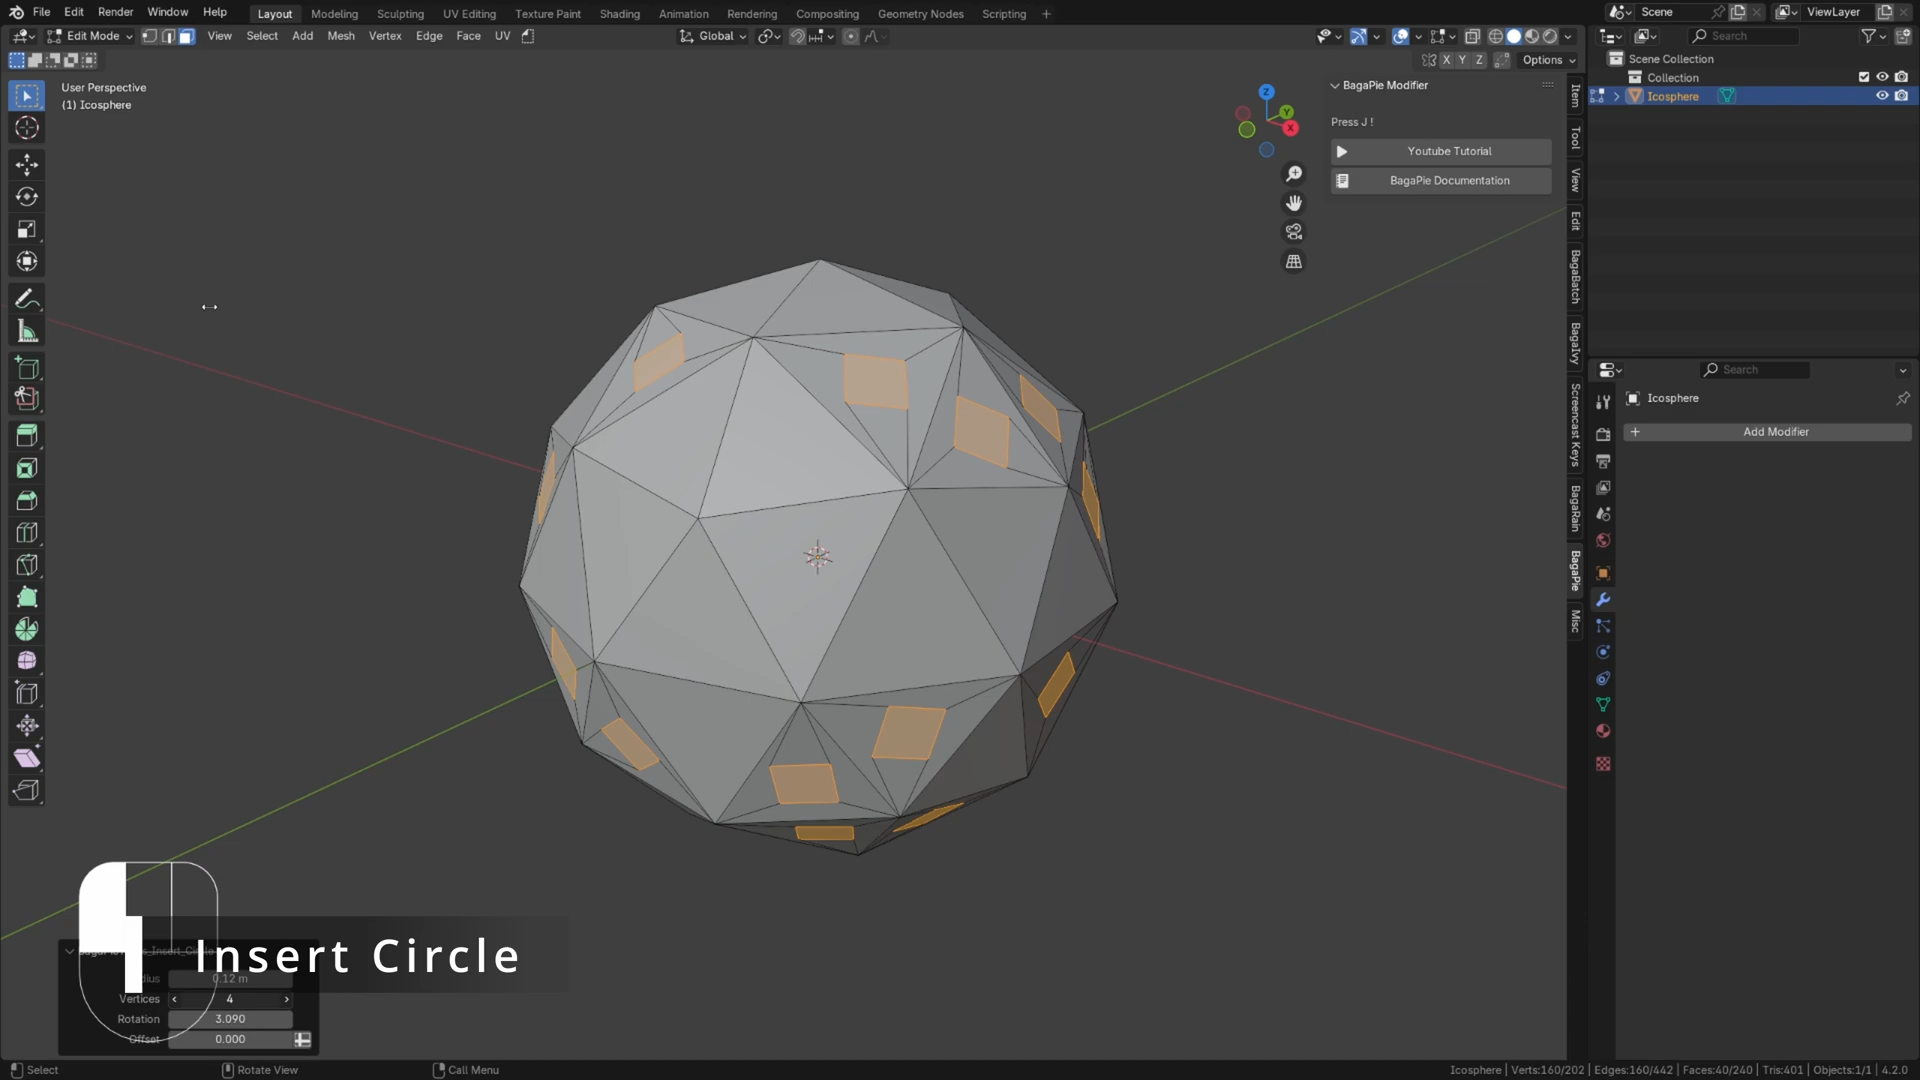 File Edit Render Window Help Layout Modeling Sculpting UV Editing Texture Paint Shading Animation Rendering Compositing Geometry Nodes Scripting + Scene ViewLayer
Edit Mode View Select Add Mesh Vertex Edge Face UV Global Search
X Y Z Options
Scene Collection
Collection
Icosphere
User Perspective
(1) Icosphere
Z
Y
X
BagaPie Modifier
Press J !
Youtube Tutorial
BagaPie Documentation
Item
Tool
View
Edit
BagaBatch
BagaIvy
Screencast Keys
BagaRain
BagaPie
Misc
Search
Icosphere
Add Modifier
Insert Circle
0.12 m
Vertices 4
Rotation 3.090
Offset 0.000
Select Rotate View Call Menu Icosphere | Verts:160/202 | Edges:160/442 | Faces:40/240 | Tris:401 | Objects:1/1 | 4.2.0